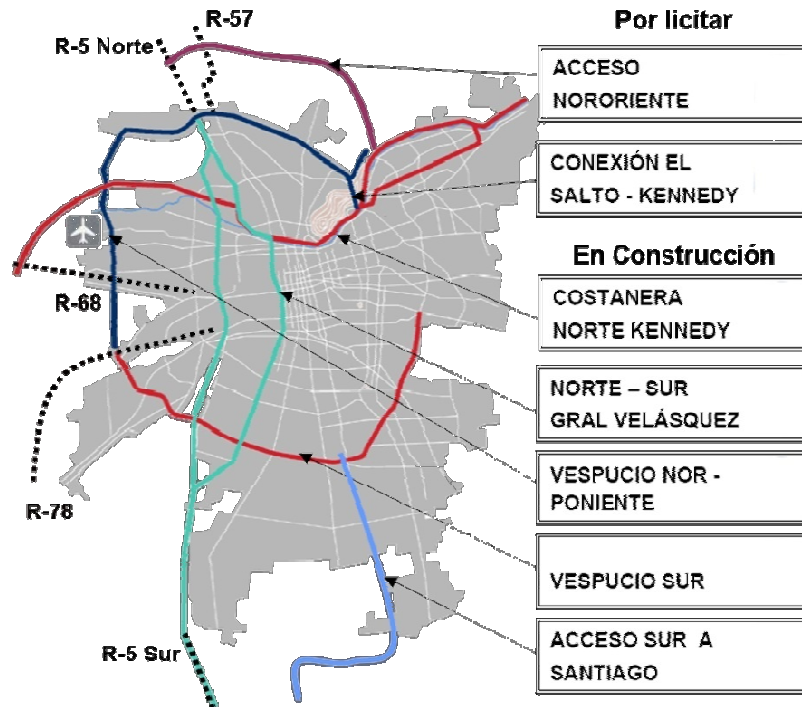 R-57
R-5 Norte
Por licitar
ACCESO
NORORIENTE
CONEXIÓN EL
SALTO - KENNEDY
En Construcción
COSTANERA
NORTE KENNEDY
NORTE – SUR
GRAL VELÁSQUEZ
VESPUCIO NOR -
PONIENTE
VESPUCIO SUR
ACCESO SUR A
SANTIAGO
R-68
R-78
R-5 Sur